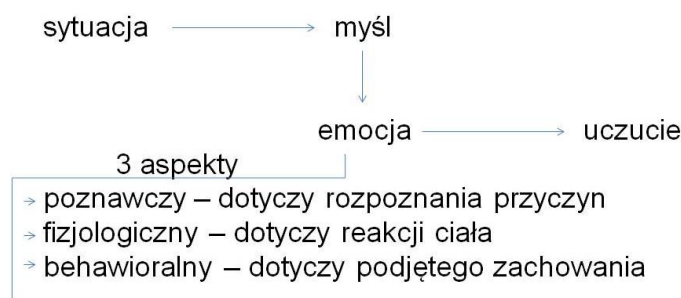 sytuacja myśl
emocja uczucie
3 aspekty
poznawczy – dotyczy rozpoznania przyczyn
fizjologiczny – dotyczy reakcji ciała
behawioralny – dotyczy podjętego zachowania